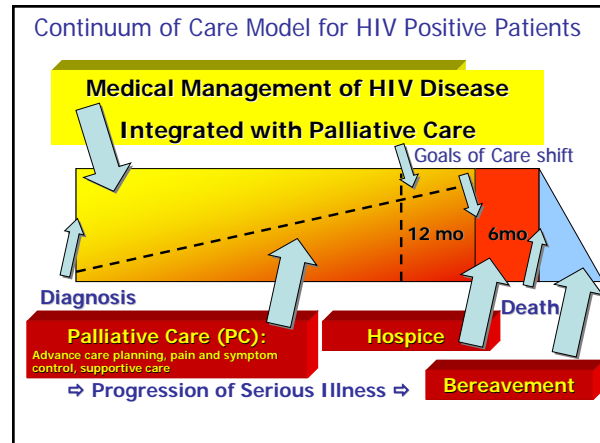 Continuum of Care Model for HIV Positive Patients
Medical Management of HIV Disease
Integrated with Palliative Care
Goals of Care shift
12 mo
6mo
Diagnosis
Death
Palliative Care (PC):
Advance care planning, pain and symptom
control, supportive care
Hospice
⇨ Progression of Serious Illness ⇨
Bereavement